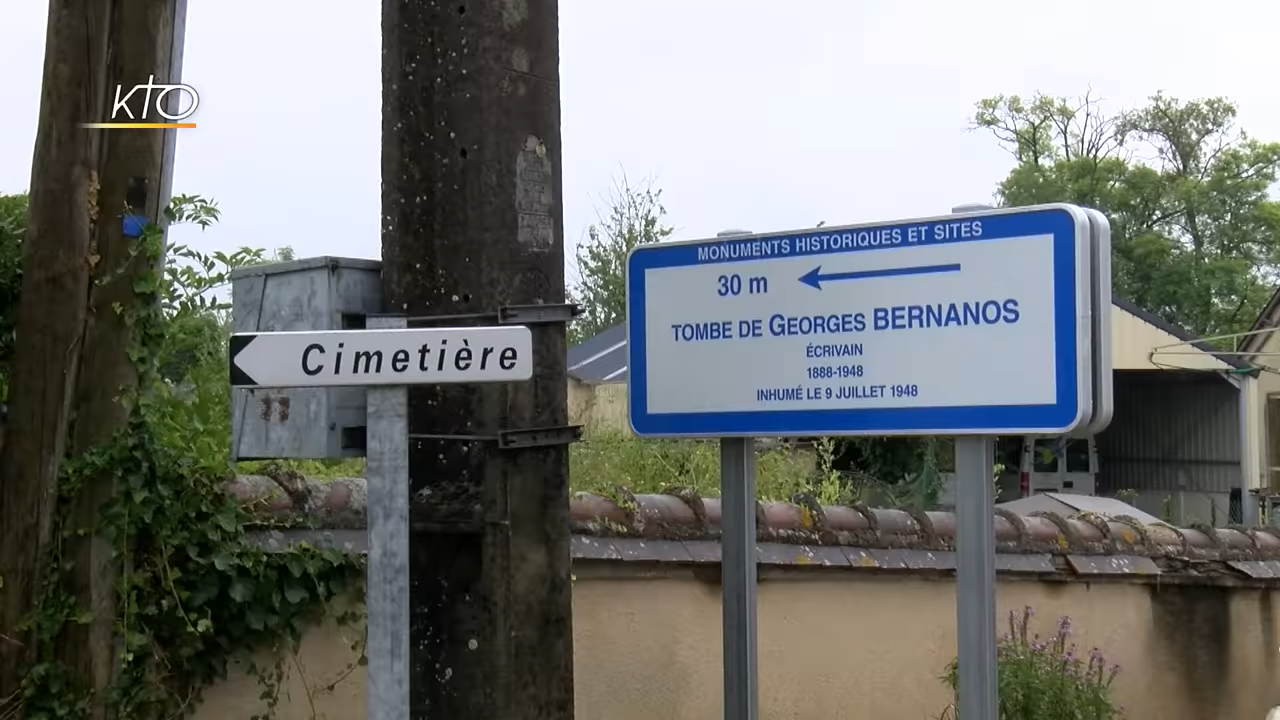 KTO
Cimetière
MONUMENTS HISTORIQUES ET SITES
30 m
TOMBE DE GEORGES BERNANOS
ÉCRIVAIN
1888-1948
INHUMÉ LE 9 JUILLET 1948